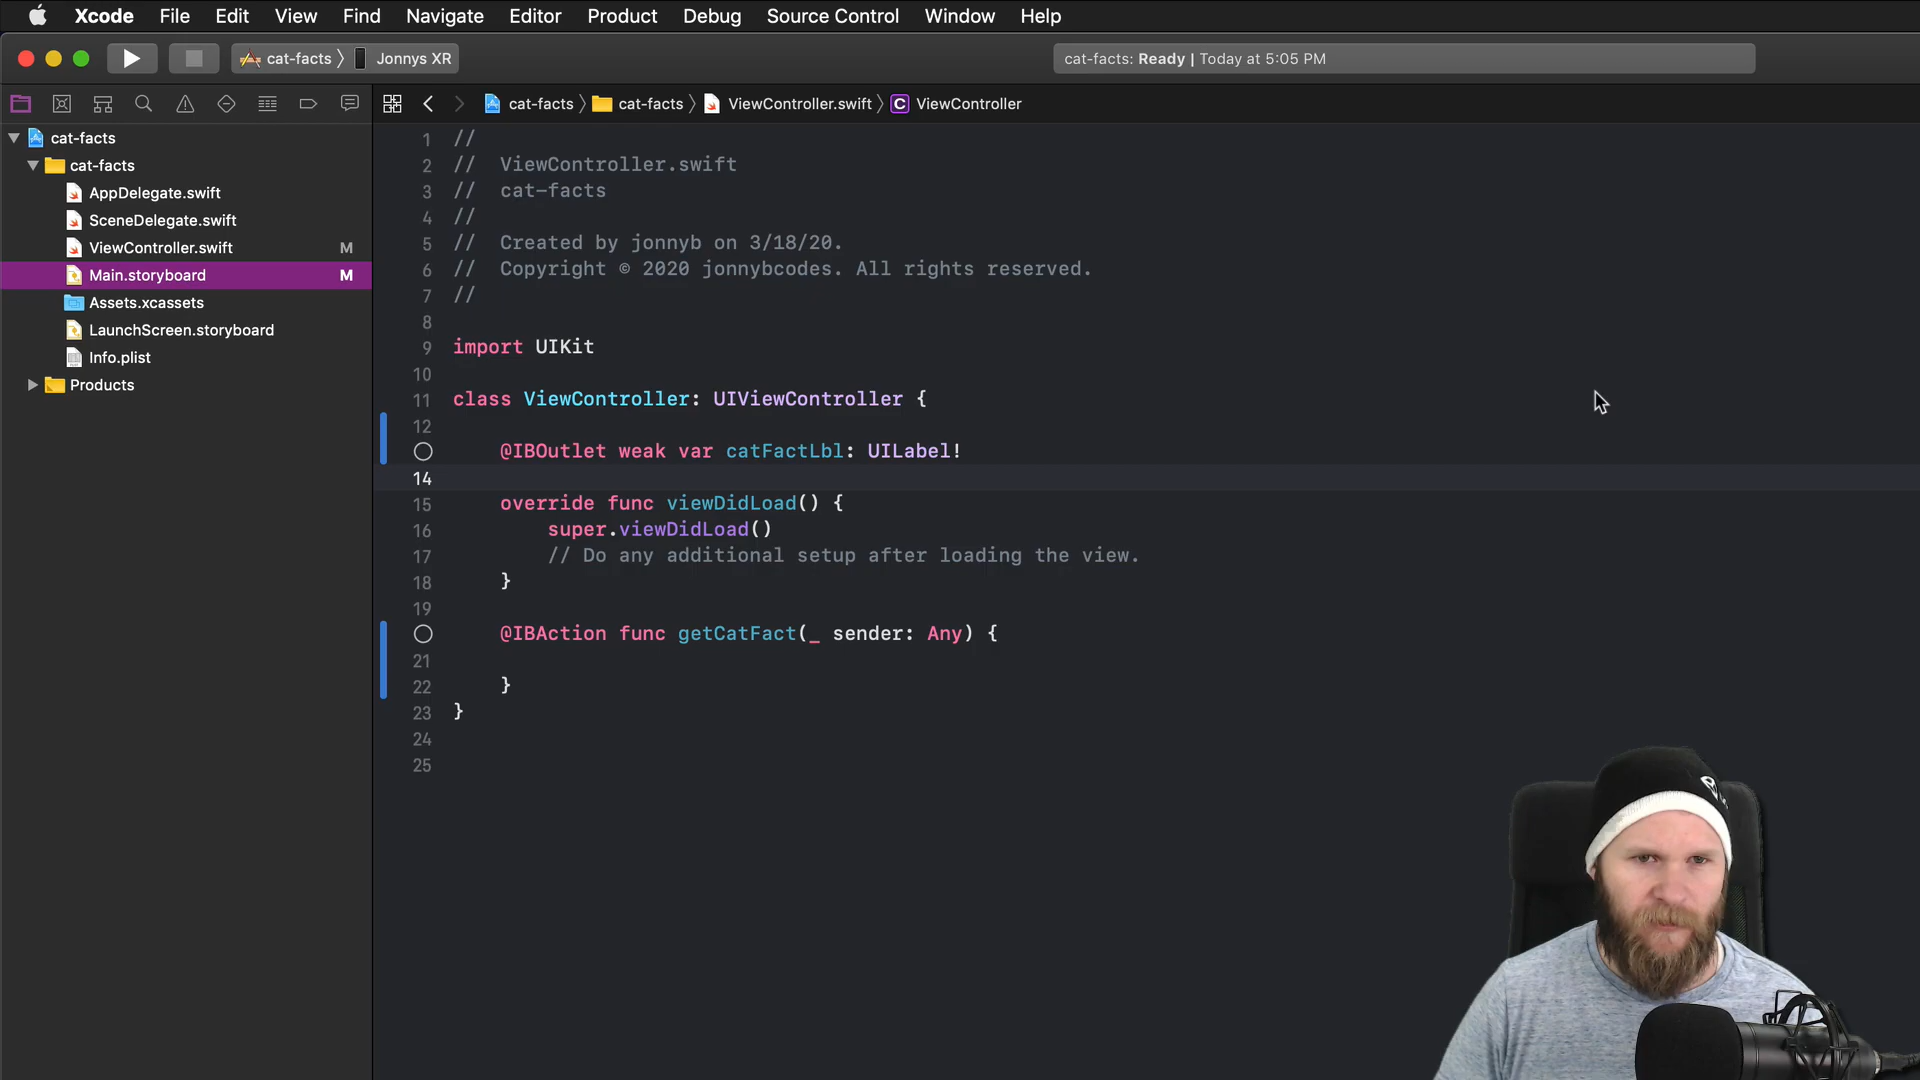 Xcode File Edit View Find Navigate Editor Product Debug Source Control Window Help
cat-facts Jonnys XR
cat-facts: Ready | Today at 5:05 PM
cat-facts cat-facts ViewController.swift C ViewController
cat-facts
cat-facts
AppDelegate.swift
SceneDelegate.swift
ViewController.swift M
Main.storyboard M
Assets.xcassets
LaunchScreen.storyboard
Info.plist
Products
1 //
2 //  ViewController.swift
3 //  cat-facts
4 //
5 //  Created by jonnyb on 3/18/20.
6 //  Copyright © 2020 jonnybcodes. All rights reserved.
7 //
8
9 import UIKit
10
11 class ViewController: UIViewController {
12
@IBOutlet weak var catFactLbl: UILabel!
14
15 override func viewDidLoad() {
16 super.viewDidLoad()
17 // Do any additional setup after loading the view.
18 }
19
@IBAction func getCatFact(_ sender: Any) {
21
22 }
23 }
24
25